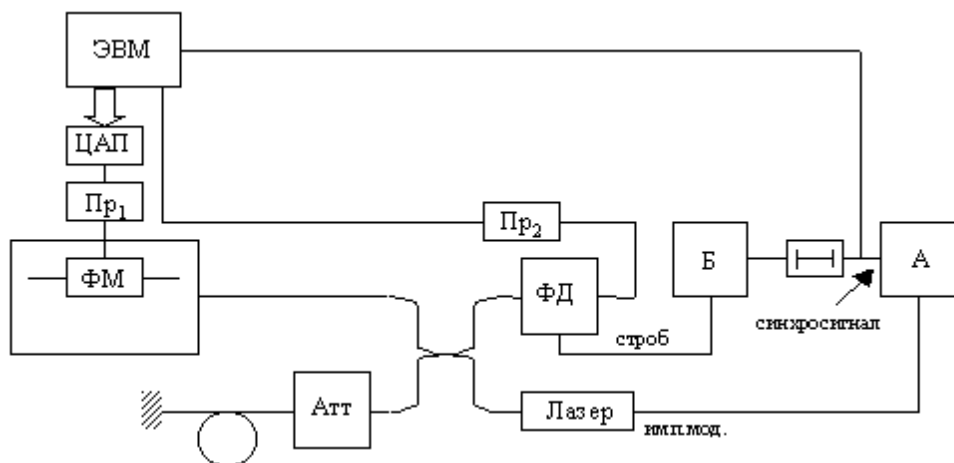 ЭВМ
ЦАП
Пр1
ФМ
Пр2
ФД
Б
А
строб
синхросигнал
Атт
Лазер
имп.мод.